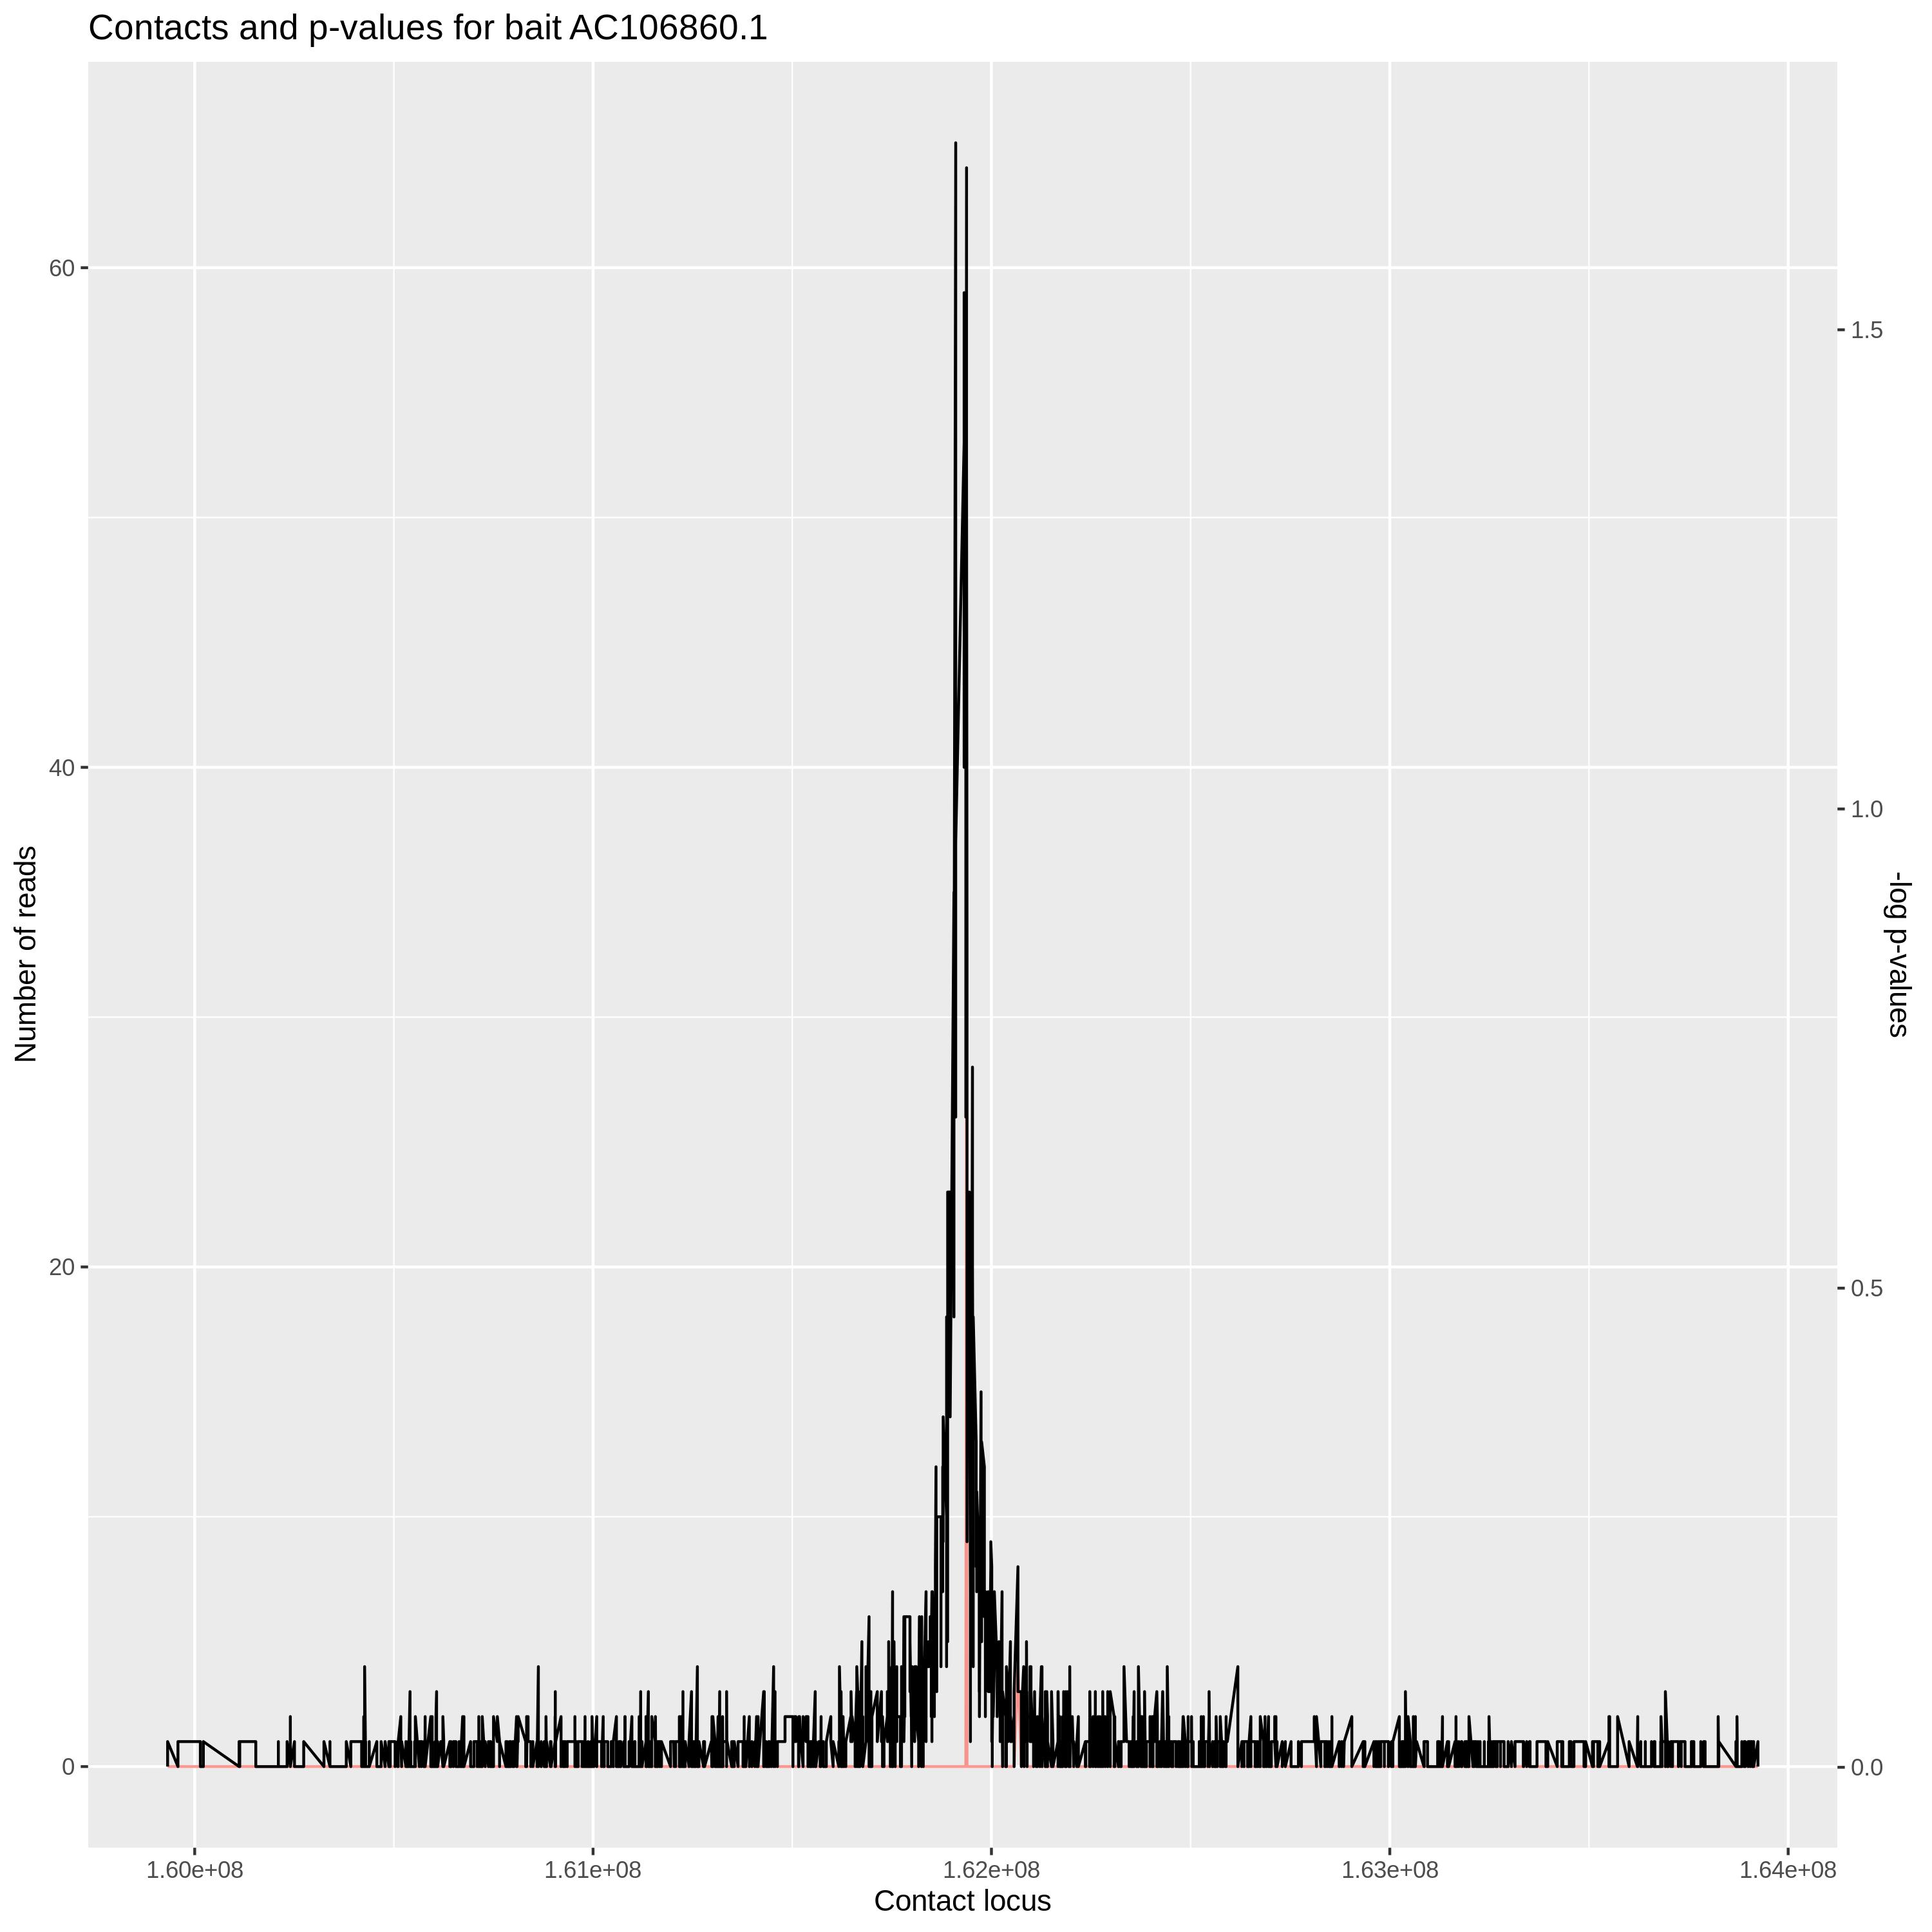 Contacts and p-values for bait AC106860.1
60
40
20
0
Number of reads
1.5
1.0
0.5
0.0
-log p-values
1.60e+08 1.61e+08 1.62e+08 1.63e+08 1.64e+08
Contact locus